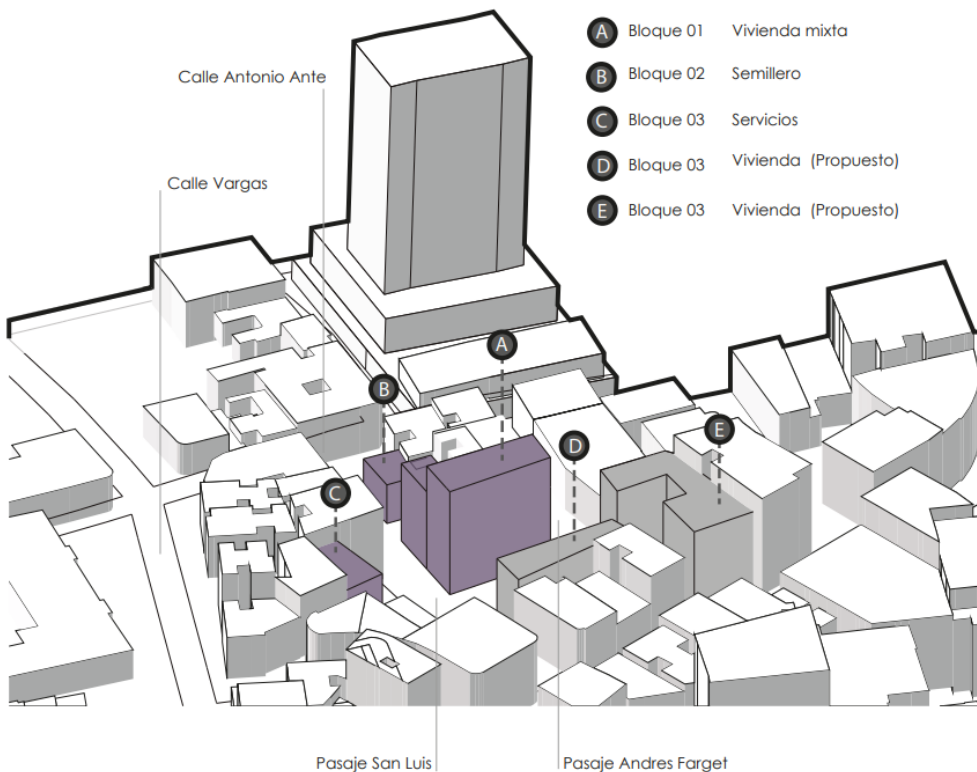 A Bloque 01 Vivienda mixta
B Bloque 02 Semillero
C Bloque 03 Servicios
D Bloque 03 Vivienda (Propuesto)
E Bloque 03 Vivienda (Propuesto)
Calle Antonio Ante
Calle Vargas
A
B
E
D
C
Pasaje San Luis
Pasaje Andres Farget